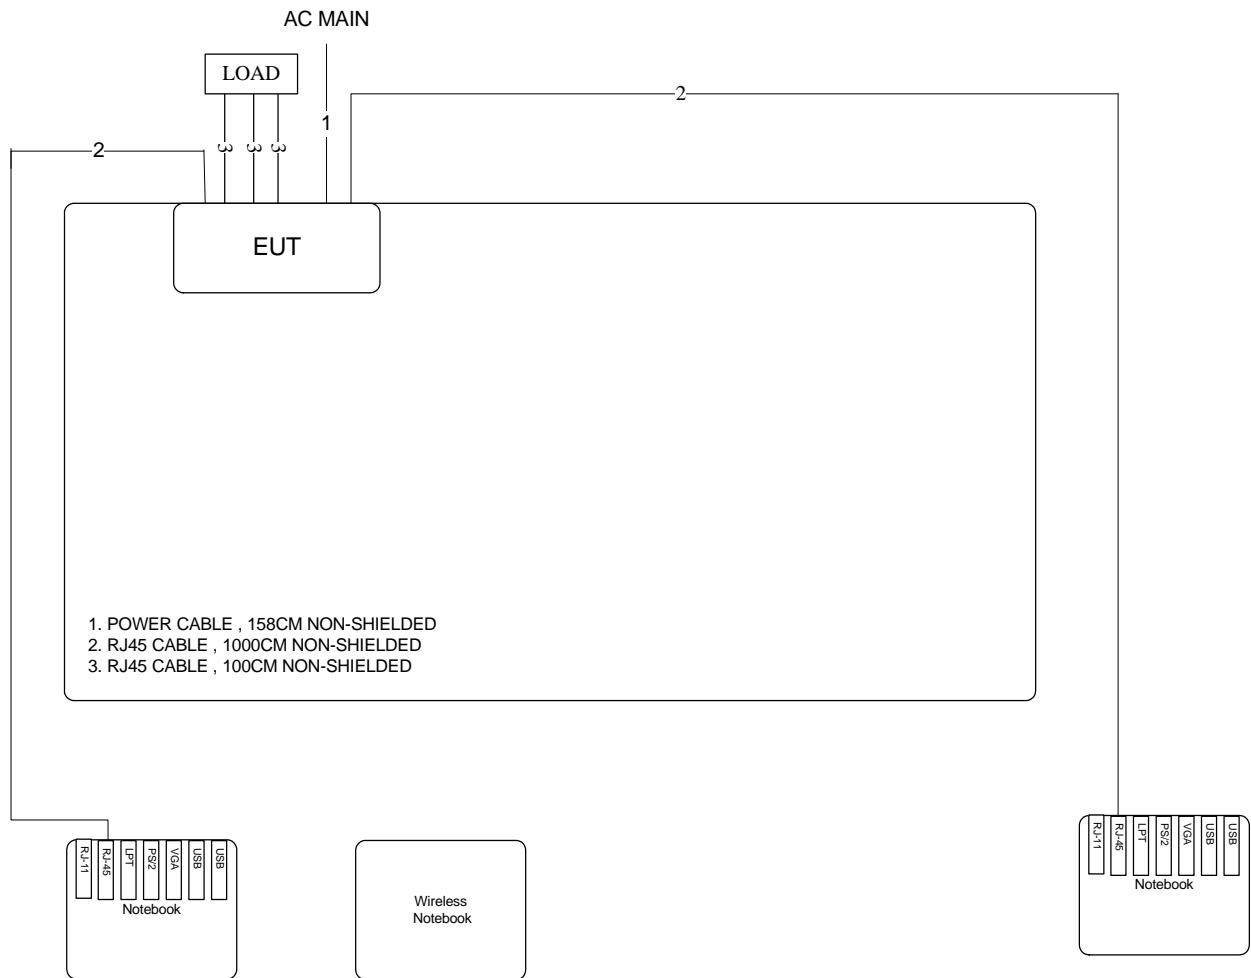 AC MAIN
LOAD
2
1
2
3
3
3
EUT
1. POWER CABLE , 158CM NON-SHIELDED
2. RJ45 CABLE , 1000CM NON-SHIELDED
3. RJ45 CABLE , 100CM NON-SHIELDED
RJ-11
RJ-45
LPT
PS/2
VGA
USB
USB
Notebook
Wireless
Notebook
RJ-11
RJ-45
LPT
PS/2
VGA
USB
USB
Notebook